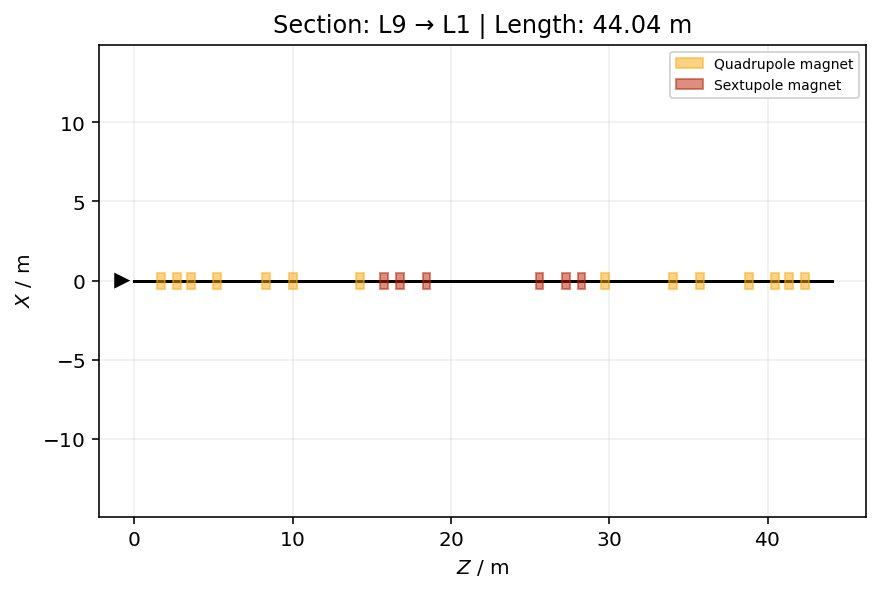 Section: L9 → L1 | Length: 44.04 m
Quadrupole magnet
Sextupole magnet
10
5
0
−5
−10
X / m
0 10 20 30 40
Z / m